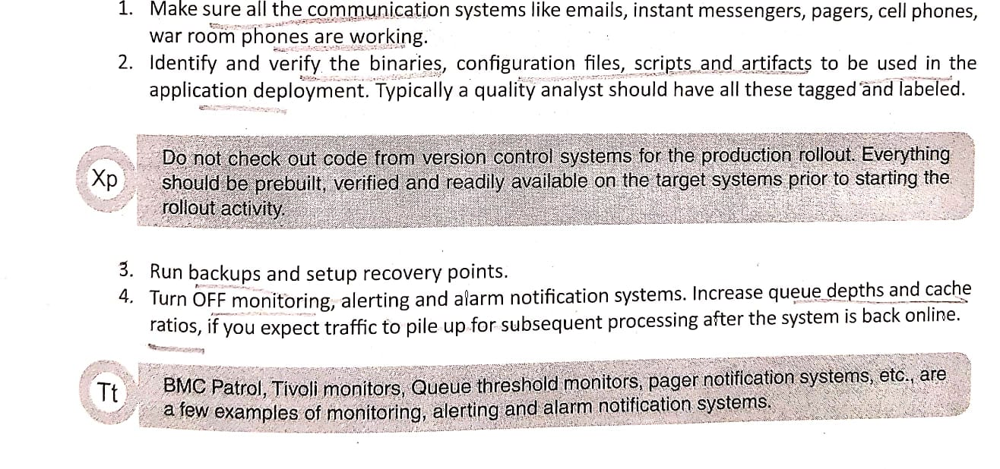 1. Make sure all the communication systems like emails, instant messengers, pagers, cell phones,
war room phones are working.
2. Identify and verify the binaries, configuration files, scripts and artifacts to be used in the
application deployment. Typically a quality analyst should have all these tagged and labeled.
Xp
Do not check out code from version control systems for the production rollout. Everything
should be prebuilt, verified and readily available on the target systems prior to starting the
rollout activity.
3. Run backups and setup recovery points.
4. Turn OFF monitoring, alerting and alarm notification systems. Increase queue depths and cache
ratios, if you expect traffic to pile up for subsequent processing after the system is back online.
Tt
BMC Patrol, Tivoli monitors, Queue threshold monitors, pager notification systems, etc., are
a few examples of monitoring, alerting and alarm notification systems.